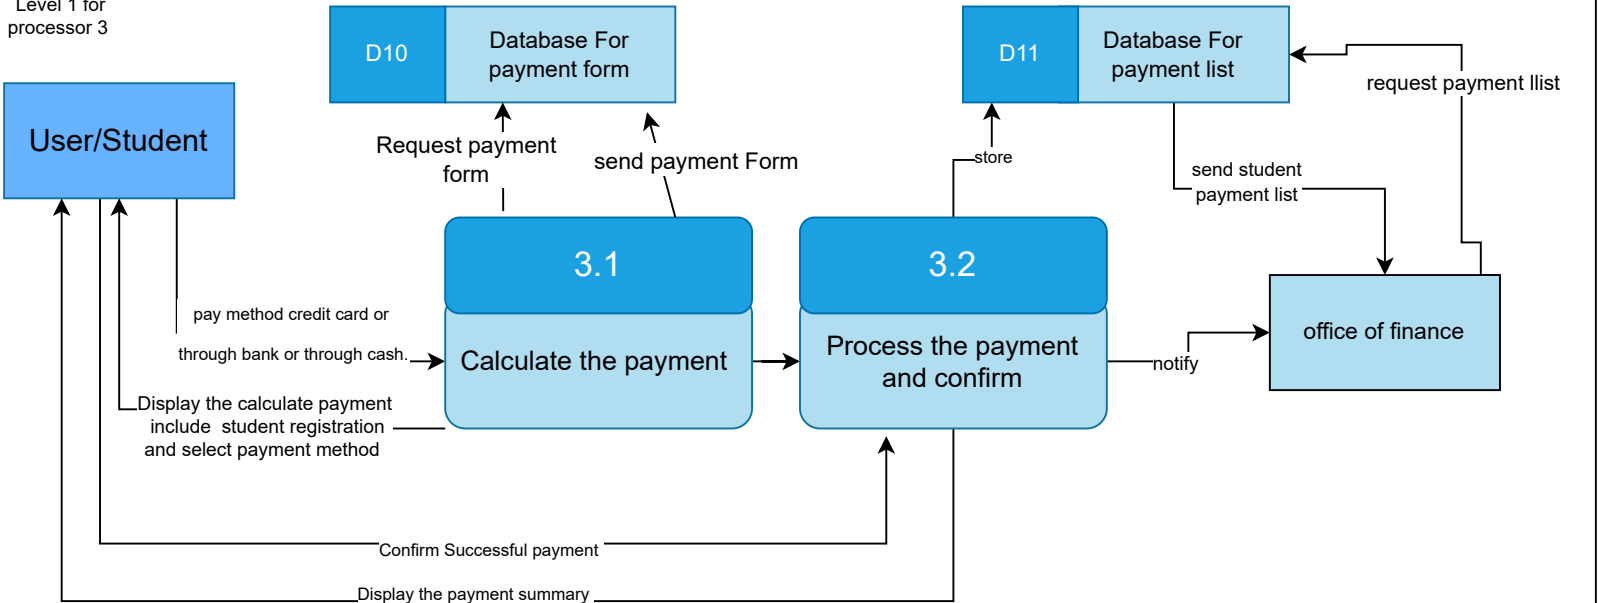 Level 1 for
processor 3
D10
Database For
payment form
D11
Database For
payment list
request payment llist
User/Student
Request payment
form
send payment Form
store
send student
payment list
3.1
3.2
pay method credit card or
through bank or through cash.
Calculate the payment
Process the payment
and confirm
notify
office of finance
Display the calculate payment
include student registration
and select payment method
Confirm Successful payment
Display the payment summary